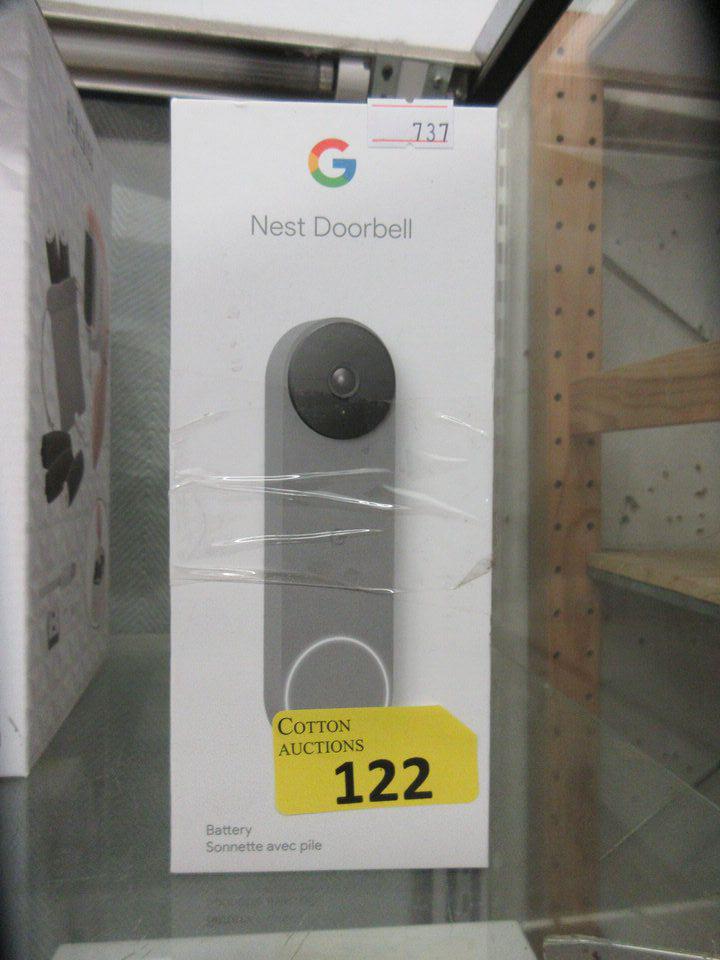 737
G
Nest Doorbell
COTTON
AUCTIONS
122
Battery
Sonnette avec pile